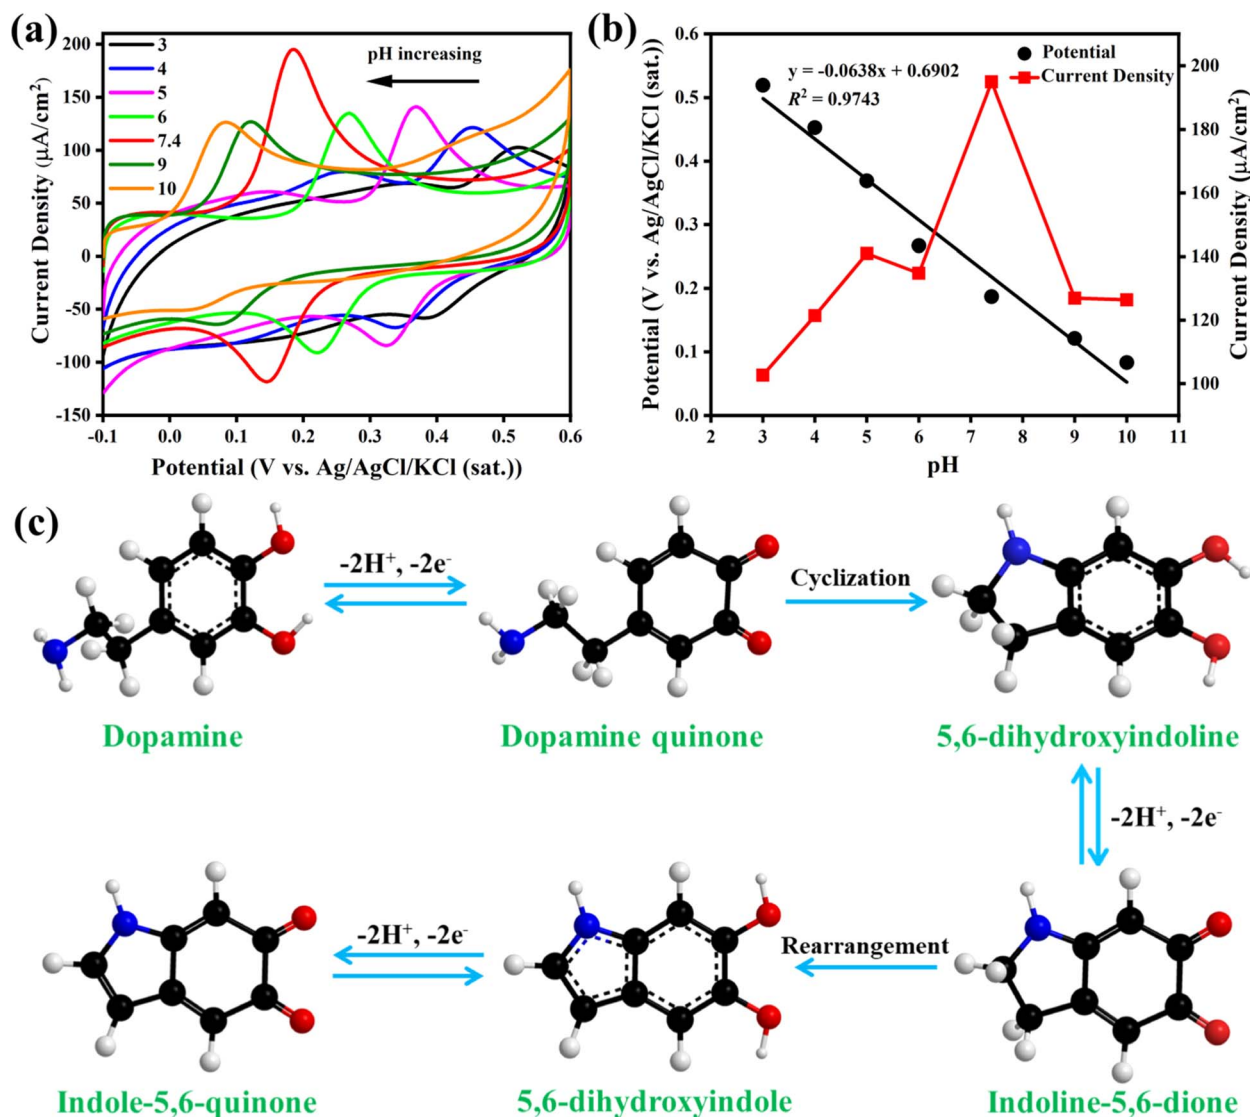 (a)
200
150
100
50
0
-50
-100
-150
-0.1
0.0
0.1
0.2
0.3
0.4
0.5
0.6
Current Density (μA/cm²)
Potential (V vs. Ag/AgCl/KCl (sat.))
3
4
5
6
7.4
9
10
pH increasing
(b)
0.6
0.5
0.4
0.3
0.2
0.1
0.0
2
3
4
5
6
7
8
9
10
11
200
180
160
140
120
100
Potential (V vs. Ag/AgCl/KCl (sat.))
pH
Current Density (μA/cm²)
Potential
Current Density
y = -0.0638x + 0.6902
R² = 0.9743
(c)
-2H⁺, -2e⁻
Cyclization
Dopamine
Dopamine quinone
5,6-dihydroxyindoline
-2H⁺, -2e⁻
-2H⁺, -2e⁻
Rearrangement
Indole-5,6-quinone
5,6-dihydroxyindole
Indoline-5,6-dione